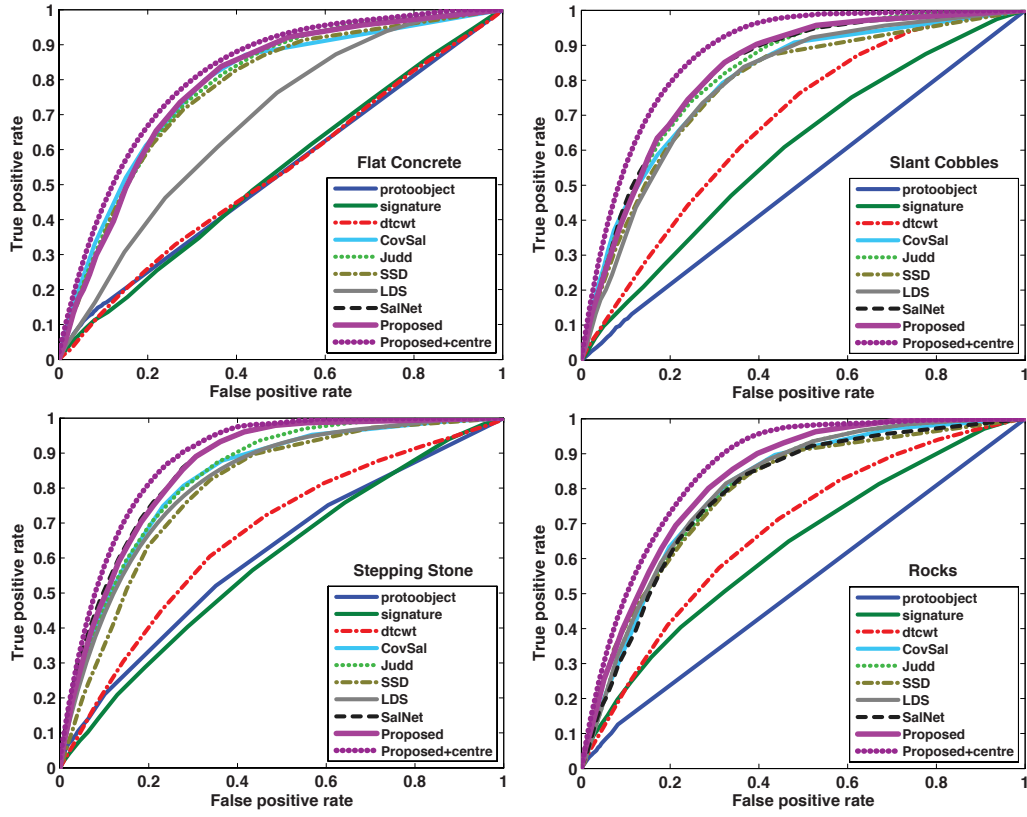 True positive rate
1
0.9
0.8
0.7
0.6
0.5
0.4
0.3
0.2
0.1
0
Flat Concrete
protoobject
signature
dtcwt
CovSal
Judd
SSD
LDS
SalNet
Proposed
Proposed+centre
0 0.2 0.4 0.6 0.8 1
False positive rate
True positive rate
1
0.9
0.8
0.7
0.6
0.5
0.4
0.3
0.2
0.1
0
Slant Cobbles
protoobject
signature
dtcwt
CovSal
Judd
SSD
LDS
SalNet
Proposed
Proposed+centre
0 0.2 0.4 0.6 0.8 1
False positive rate
True positive rate
1
0.9
0.8
0.7
0.6
0.5
0.4
0.3
0.2
0.1
0
Stepping Stone
protoobject
signature
dtcwt
CovSal
Judd
SSD
LDS
SalNet
Proposed
Proposed+centre
0 0.2 0.4 0.6 0.8 1
False positive rate
True positive rate
1
0.9
0.8
0.7
0.6
0.5
0.4
0.3
0.2
0.1
0
Rocks
protoobject
signature
dtcwt
CovSal
Judd
SSD
LDS
SalNet
Proposed
Proposed+centre
0 0.2 0.4 0.6 0.8 1
False positive rate